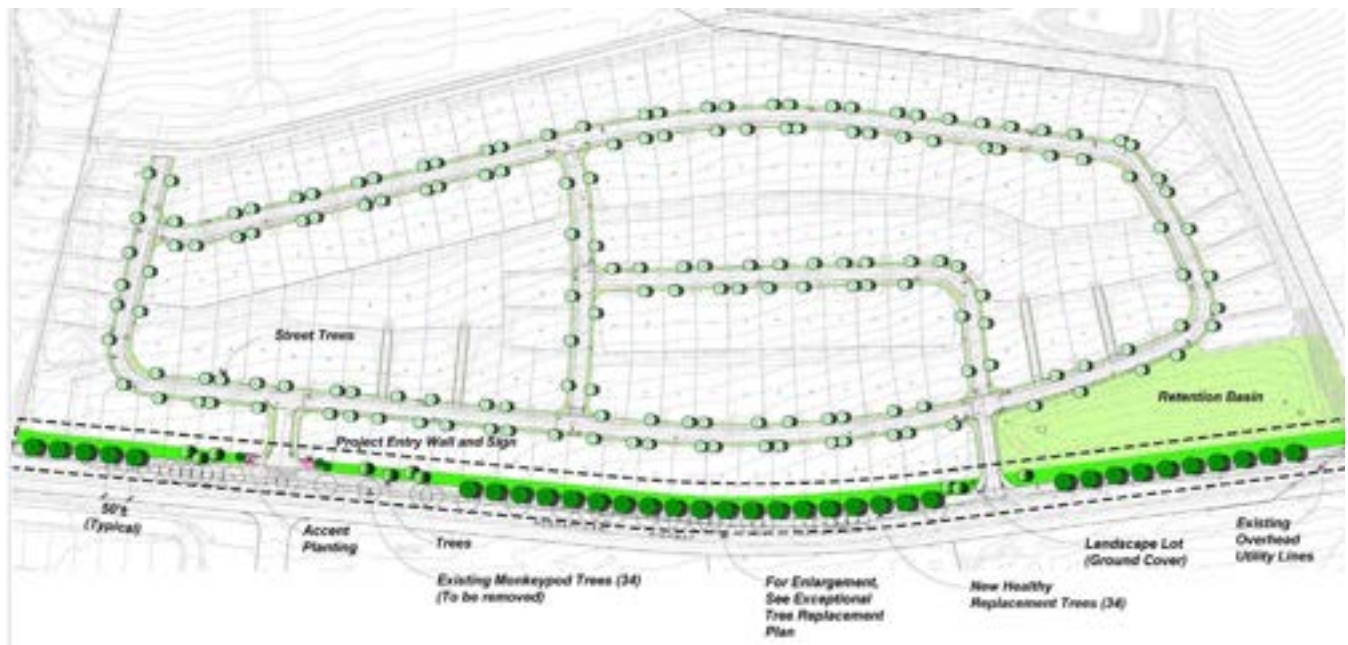 Street Trees
Retention Basin
Project Entry Wall and Sign
50'±
(Typical)
Accent
Planting
Trees
Existing Monkeypod Trees (34)
(To be removed)
For Enlargement,
See Exceptional
Tree Replacement
Plan
New Healthy
Replacement Trees (34)
Landscape Lot
(Ground Cover)
Existing
Overhead
Utility Lines